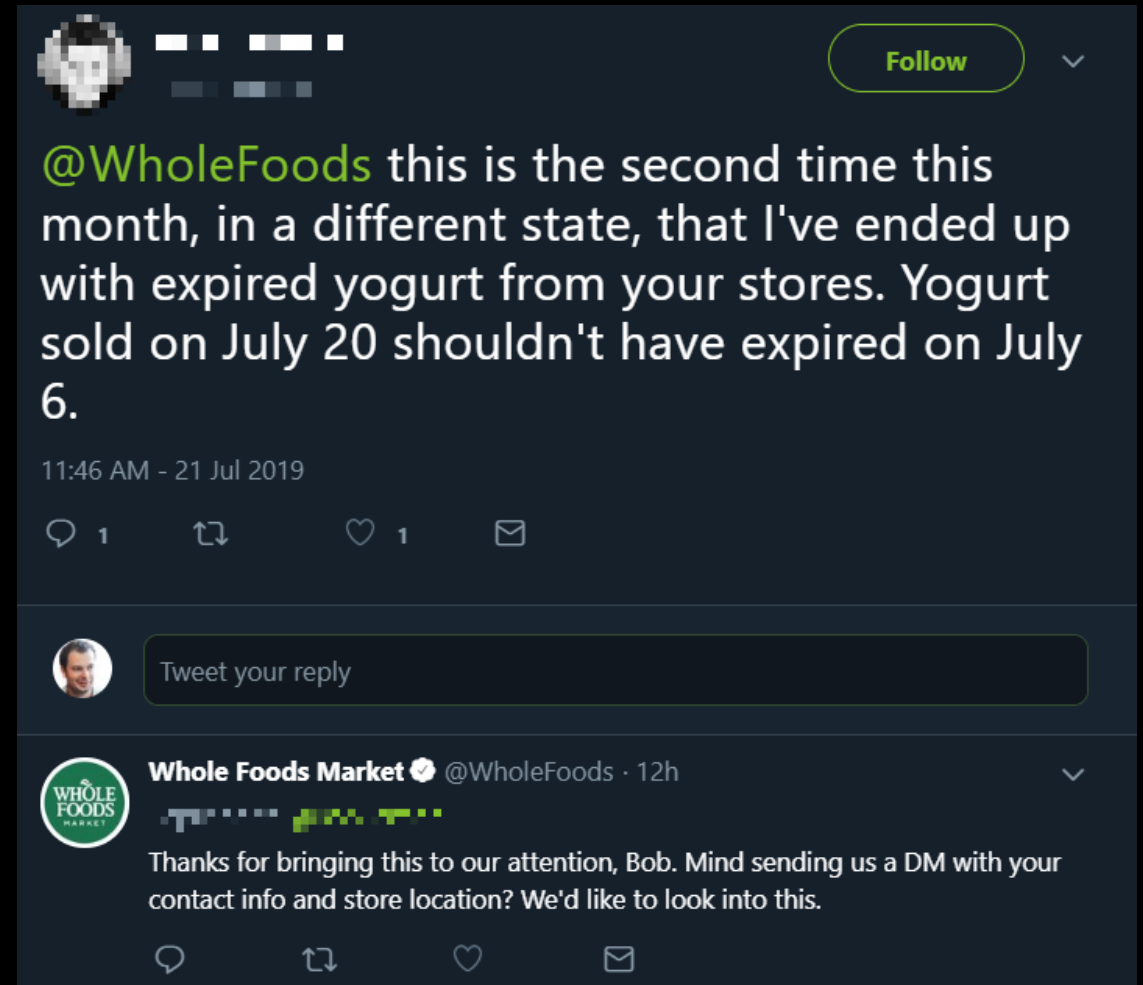 Follow
@WholeFoods this is the second time this
month, in a different state, that I've ended up
with expired yogurt from your stores. Yogurt
sold on July 20 shouldn't have expired on July
6.
11:46 AM - 21 Jul 2019
1 1
Tweet your reply
Whole Foods Market @WholeFoods · 12h
WHOLE
FOODS
MARKET
Thanks for bringing this to our attention, Bob. Mind sending us a DM with your
contact info and store location? We'd like to look into this.